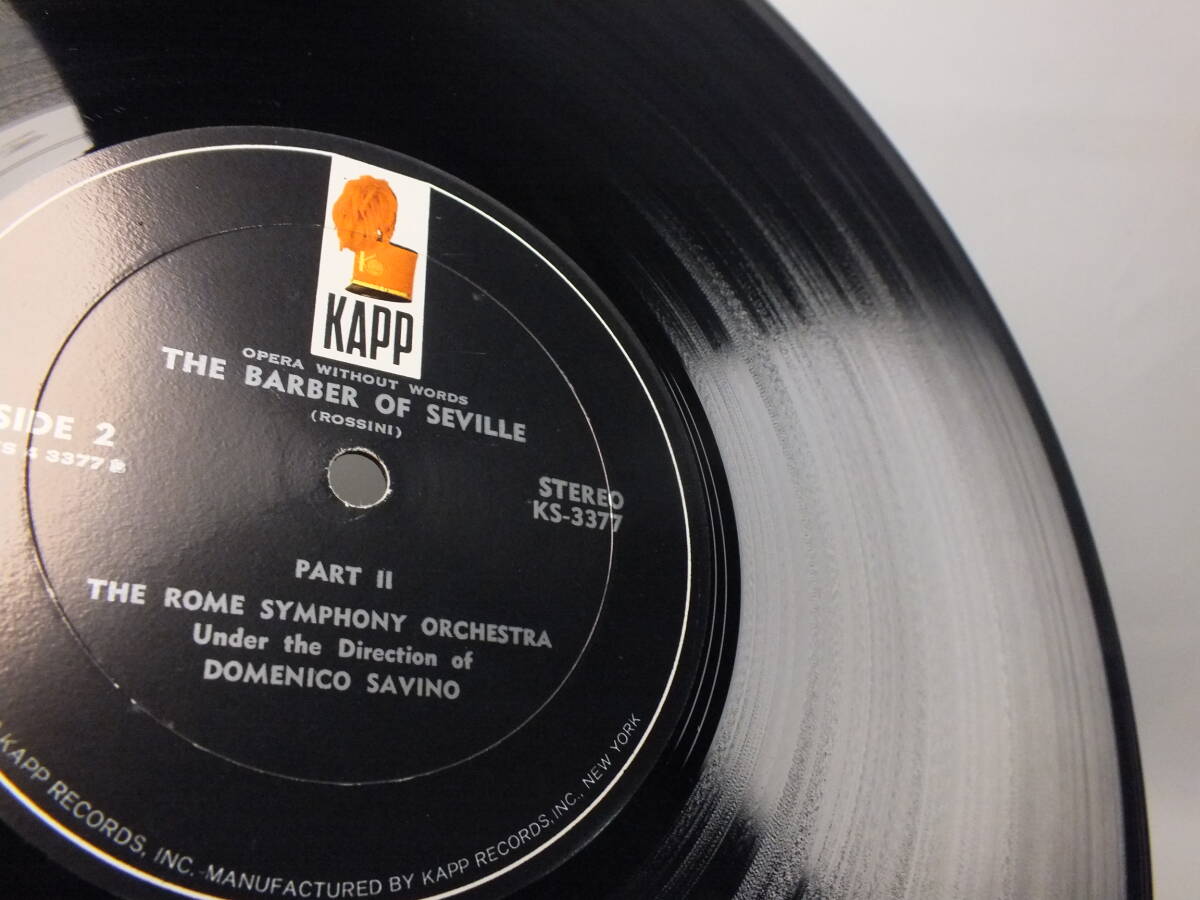 K
KAPP
OPERA WITHOUT WORDS
THE BARBER OF SEVILLE
(ROSSINI)
SIDE 2
3377
STEREO
KS-3377
PART II
THE ROME SYMPHONY ORCHESTRA
Under the Direction of
DOMENICO SAVINO
KAPP RECORDS, INC. MANUFACTURED BY KAPP RECORDS, INC., NEW YORK